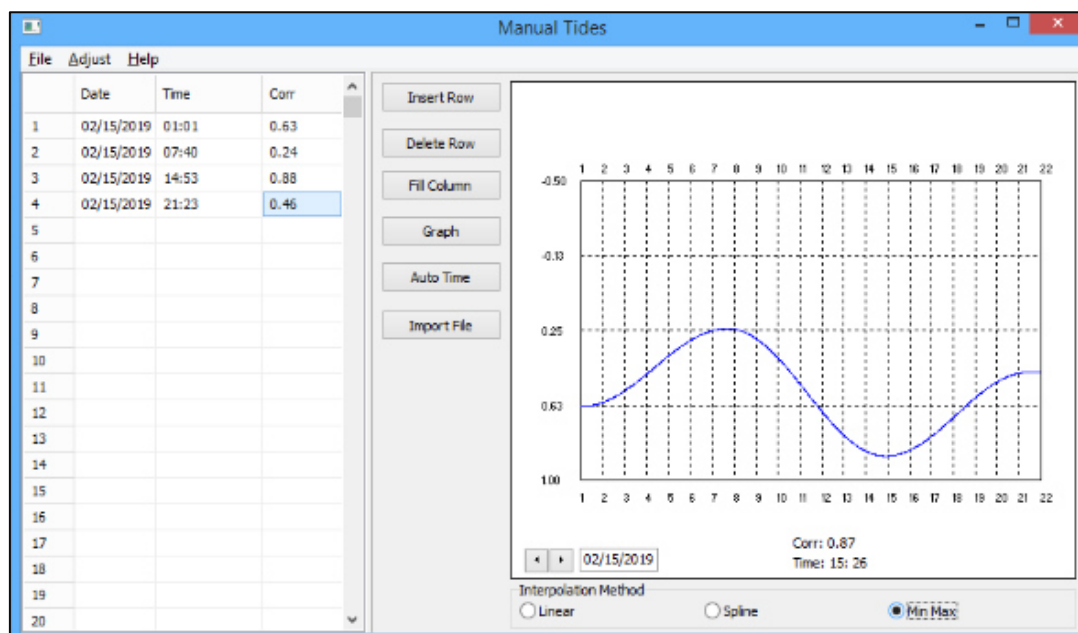 Manual Tides
File Adjust Help
Date Time Corr
1 02/15/2019 01:01 0.63
2 02/15/2019 07:40 0.24
3 02/15/2019 14:53 0.88
4 02/15/2019 21:23 0.46
5
6
7
8
9
10
11
12
13
14
15
16
17
18
19
20
Insert Row
Delete Row
Fill Column
Graph
Auto Time
Import File
1 2 3 4 5 6 7 8 9 10 11 12 13 14 15 16 17 18 19 20 21 22
-0.50
-0.13
0.25
0.63
1.00
1 2 3 4 5 6 7 8 9 10 11 12 13 14 15 16 17 18 19 20 21 22
02/15/2019
Corr: 0.87
Time: 15: 26
Interpolation Method
Linear Spline Min Max